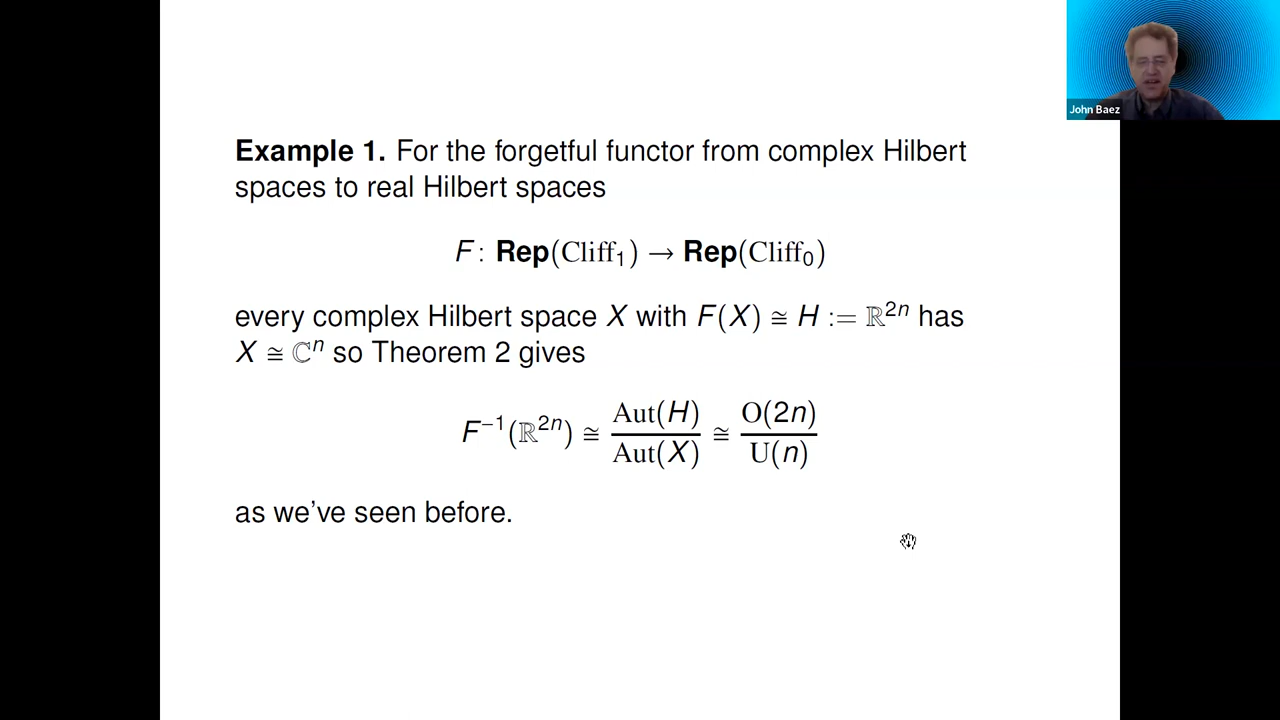 John Baez
Example 1. For the forgetful functor from complex Hilbert
spaces to real Hilbert spaces
F : Rep(Cliff₁) → Rep(Cliff₀)
every complex Hilbert space X with F(X) ≅ H := ℝ²ⁿ has
X ≅ ℂⁿ so Theorem 2 gives
F⁻¹(ℝ²ⁿ) ≅ Aut(H)/Aut(X) ≅ O(2n)/U(n)
as we've seen before.